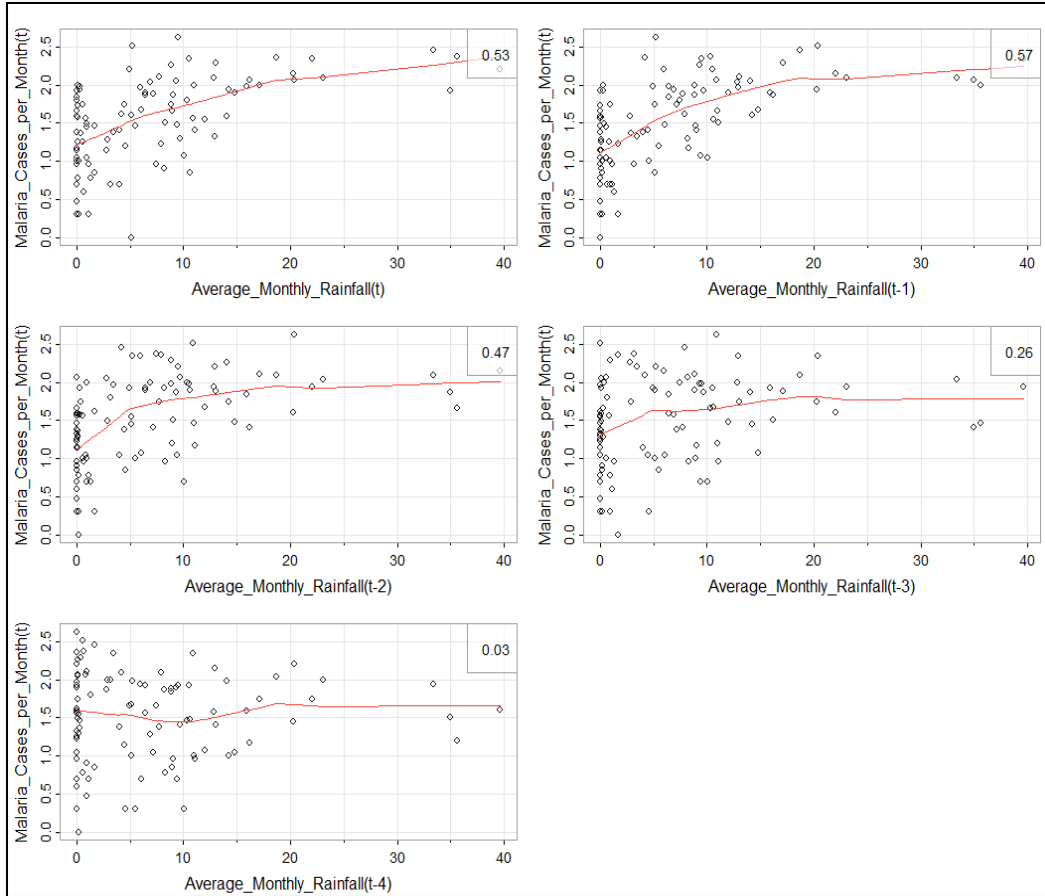 Malaria_Cases_per_Month(t)
0.0 0.5 1.0 1.5 2.0 2.5
0.53
0 10 20 30 40
Average_Monthly_Rainfall(t)
Malaria_Cases_per_Month(t)
0.0 0.5 1.0 1.5 2.0 2.5
0.57
0 10 20 30 40
Average_Monthly_Rainfall(t-1)
Malaria_Cases_per_Month(t)
0.0 0.5 1.0 1.5 2.0 2.5
0.47
0 10 20 30 40
Average_Monthly_Rainfall(t-2)
Malaria_Cases_per_Month(t)
0.0 0.5 1.0 1.5 2.0 2.5
0.26
0 10 20 30 40
Average_Monthly_Rainfall(t-3)
Malaria_Cases_per_Month(t)
0.0 0.5 1.0 1.5 2.0 2.5
0.03
0 10 20 30 40
Average_Monthly_Rainfall(t-4)